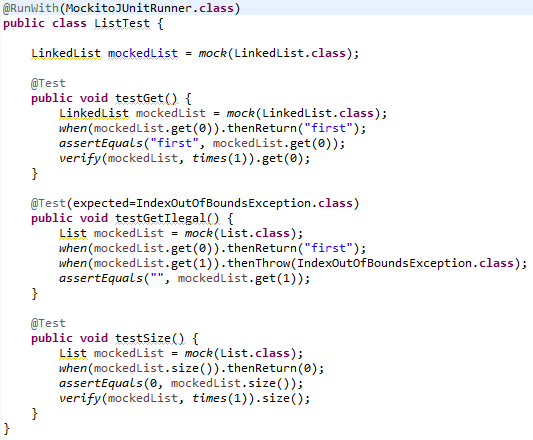 @RunWith(MockitoJUnitRunner.class)
public class ListTest {
LinkedList mockedList = mock(LinkedList.class);
@Test
public void testGet() {
LinkedList mockedList = mock(LinkedList.class);
when(mockedList.get(0)).thenReturn("first");
assertEquals("first", mockedList.get(0));
verify(mockedList, times(1)).get(0);
}
@Test(expected=IndexOutOfBoundsException.class)
public void testGetIlegal() {
List mockedList = mock(List.class);
when(mockedList.get(0)).thenReturn("first");
when(mockedList.get(1)).thenThrow(IndexOutOfBoundsException.class);
assertEquals("", mockedList.get(1));
}
@Test
public void testSize() {
List mockedList = mock(List.class);
when(mockedList.size()).thenReturn(0);
assertEquals(0, mockedList.size());
verify(mockedList, times(1)).size();
}
}